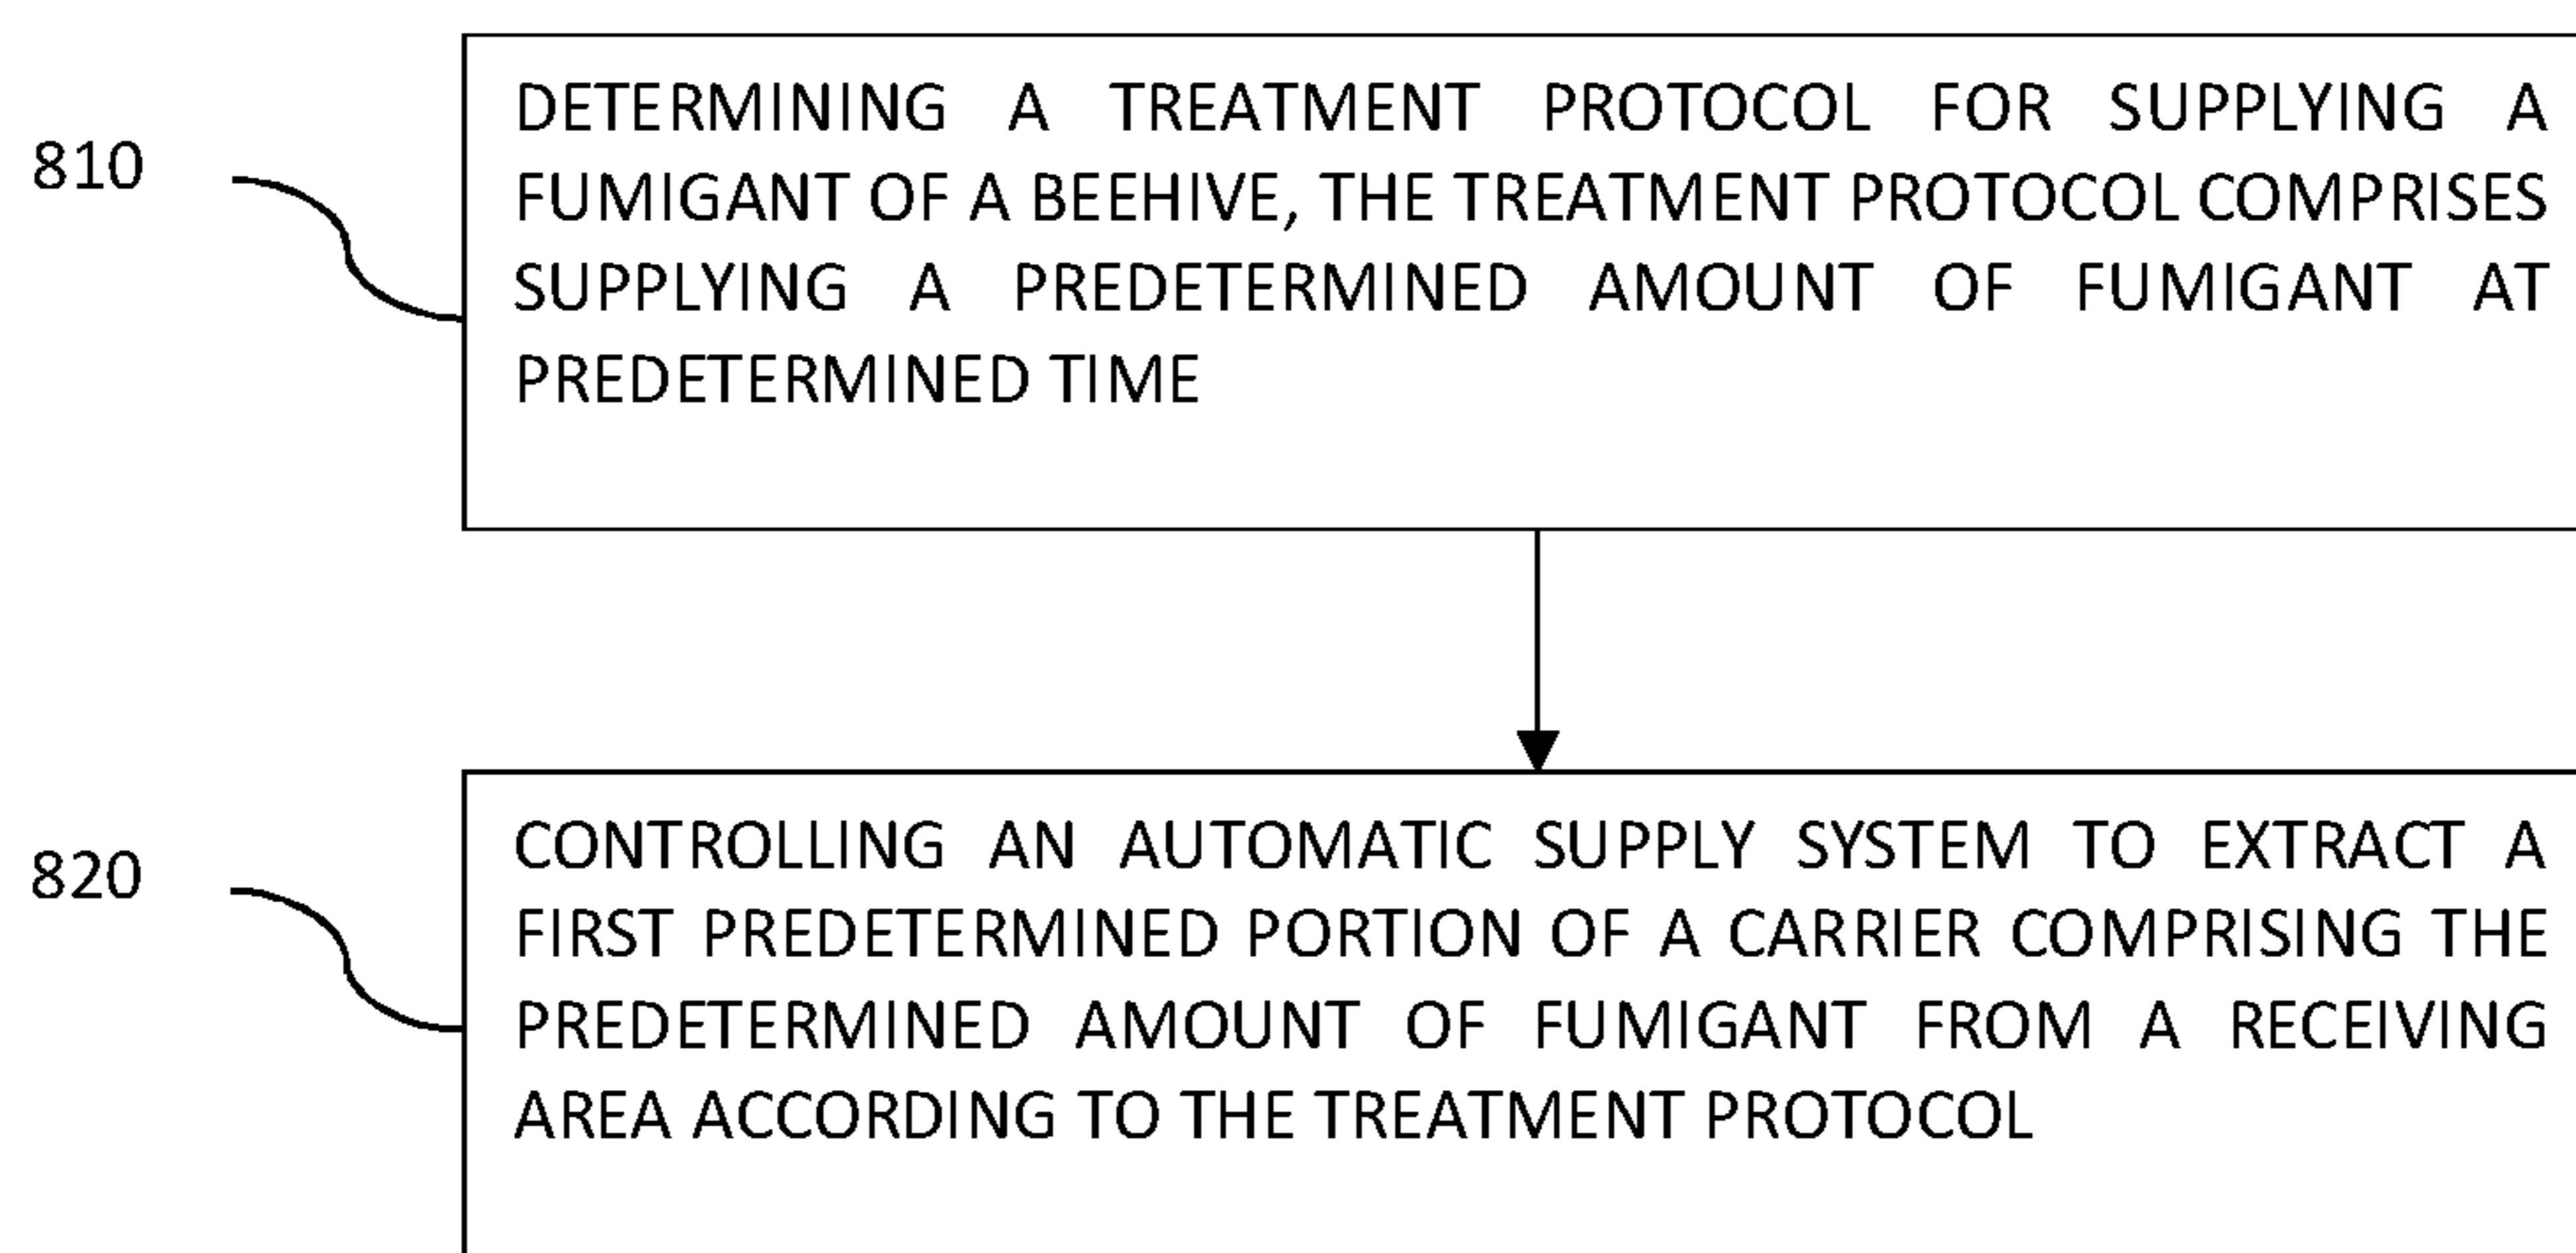 810
DETERMINING A TREATMENT PROTOCOL FOR SUPPLYING A
FUMIGANT OF A BEEHIVE, THE TREATMENT PROTOCOL COMPRISES
SUPPLYING A PREDETERMINED AMOUNT OF FUMIGANT AT
PREDETERMINED TIME
820
CONTROLLING AN AUTOMATIC SUPPLY SYSTEM TO EXTRACT A
FIRST PREDETERMINED PORTION OF A CARRIER COMPRISING THE
PREDETERMINED AMOUNT OF FUMIGANT FROM A RECEIVING
AREA ACCORDING TO THE TREATMENT PROTOCOL